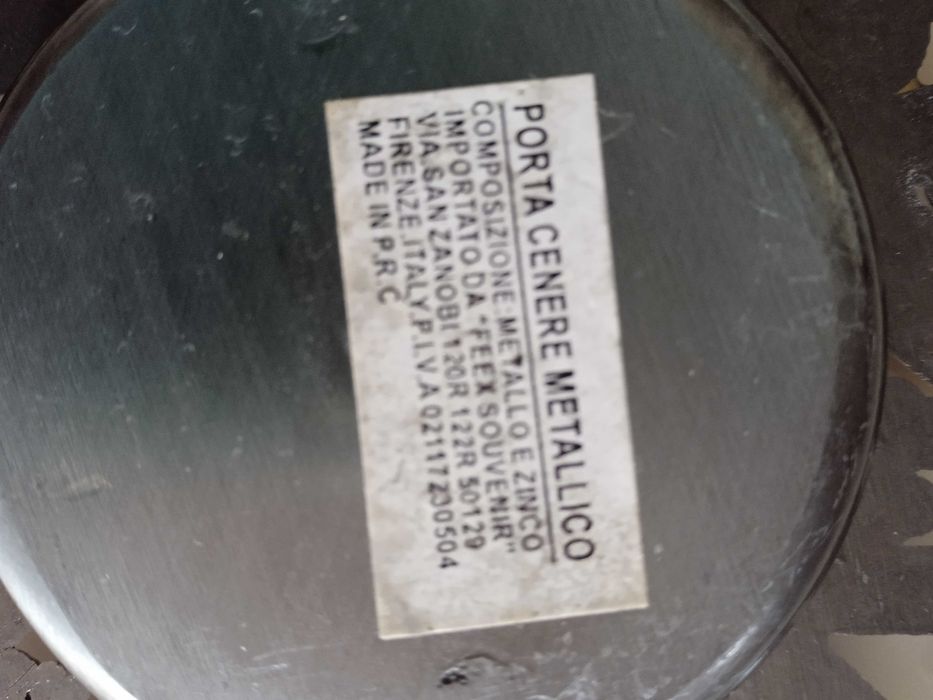 PORTA CENERE METALLICO
COMPOSIZIONE:METALLO E ZINCO
IMPORTATO DA "FEEX SOUVENIR"
VIA.SAN ZANOBI 120R 122R 50129
FIRENZE.ITALY.P.I.V.A 02117230504
MADE IN P.R.C